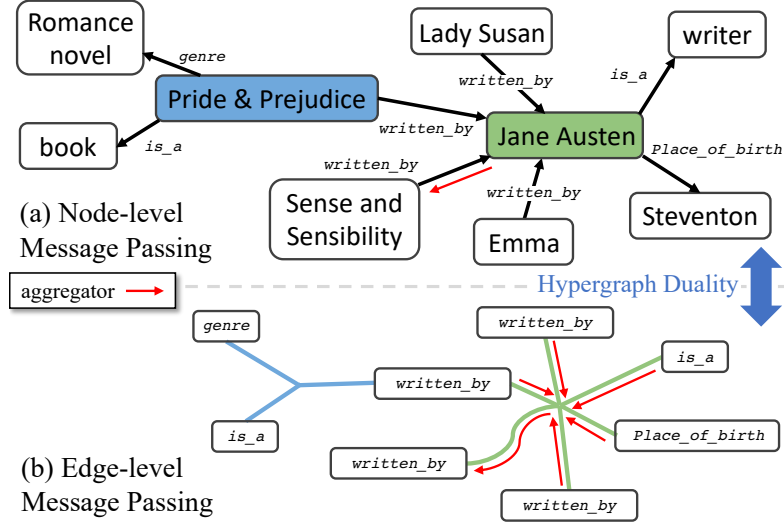 Romance
novel
genre
Lady Susan
writer
is_a
written_by
Pride & Prejudice
written_by
book
is_a
Jane Austen
Place_of_birth
written_by
written_by
Sense and
Sensibility
Emma
Steventon
(a) Node-level
Message Passing
aggregator
Hypergraph Duality
genre
written_by
is_a
written_by
is_a
Place_of_birth
written_by
written_by
(b) Edge-level
Message Passing